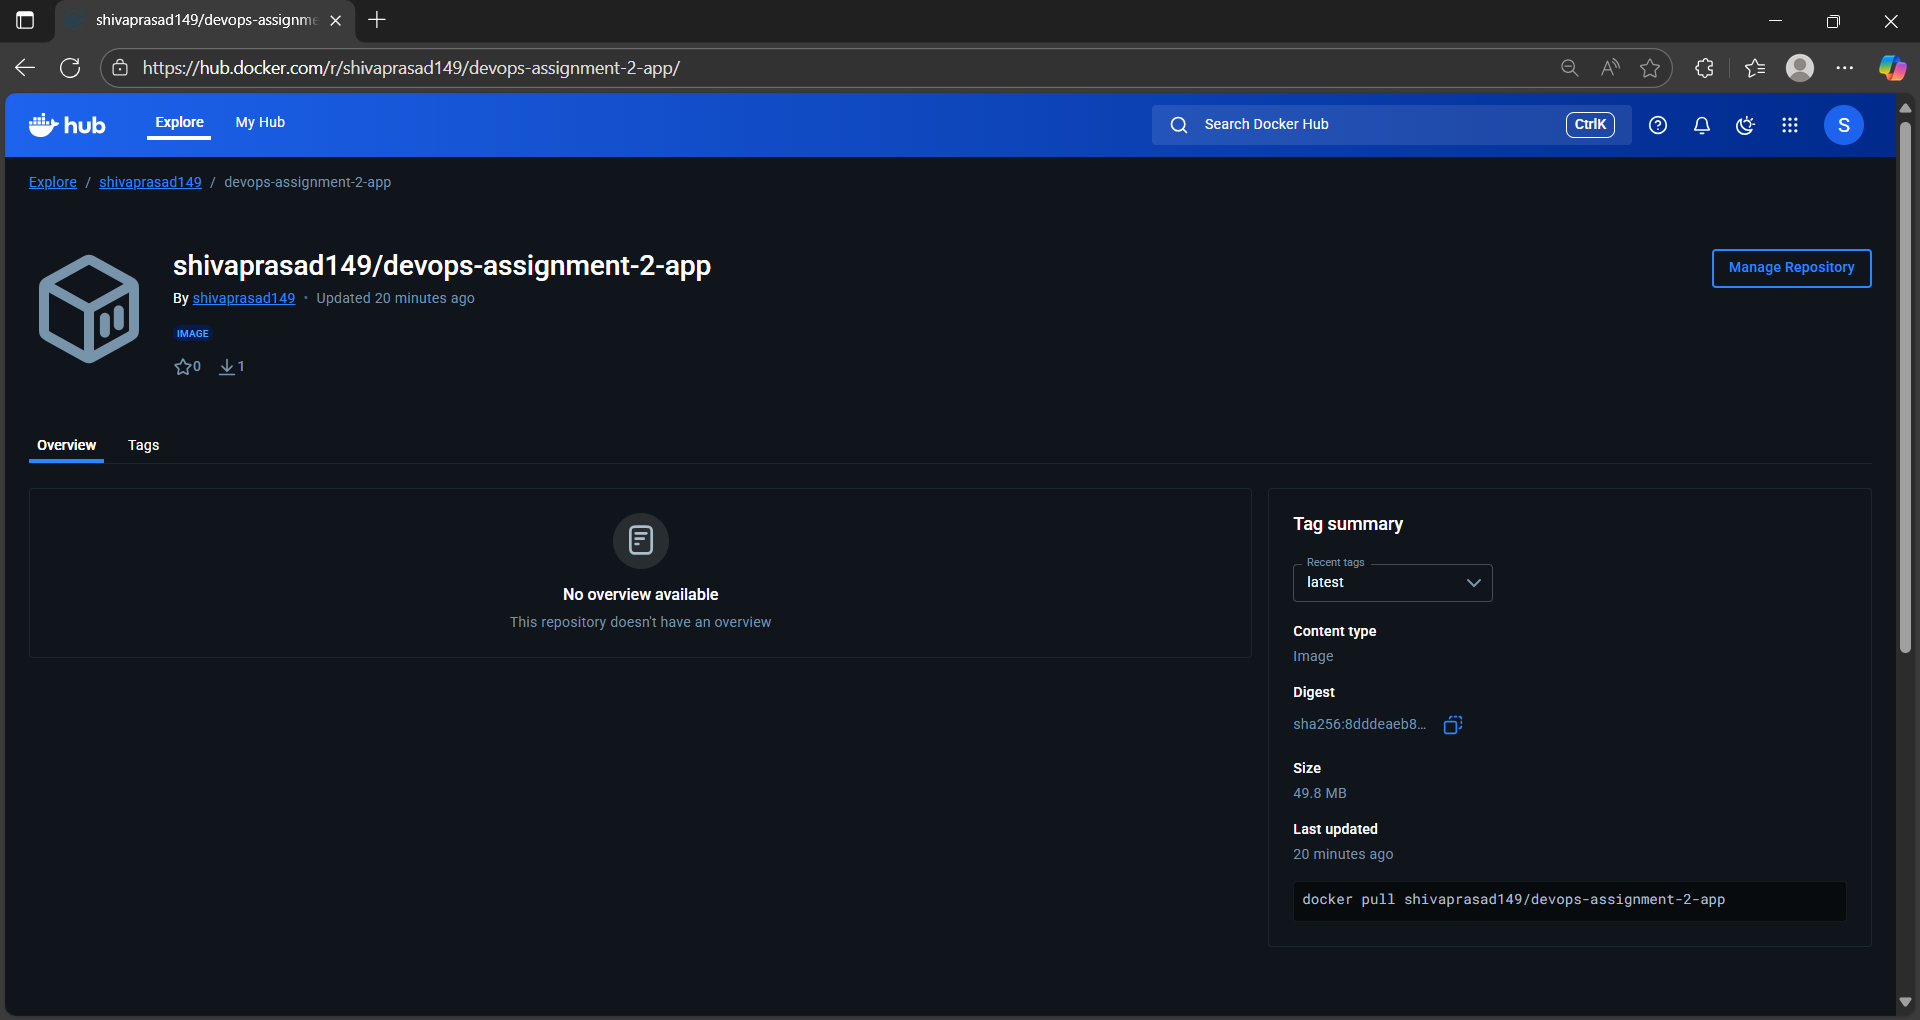 shivaprasad149/devops-assignme
https://hub.docker.com/r/shivaprasad149/devops-assignment-2-app/
hub
Explore
My Hub
Search Docker Hub
CtrlK
S
Explore / shivaprasad149 / devops-assignment-2-app
shivaprasad149/devops-assignment-2-app
Manage Repository
By shivaprasad149 • Updated 20 minutes ago
IMAGE
0
1
Overview
Tags
No overview available
This repository doesn't have an overview
Tag summary
Recent tags
latest
Content type
Image
Digest
sha256:8dddeaeb8...
Size
49.8 MB
Last updated
20 minutes ago
docker pull shivaprasad149/devops-assignment-2-app